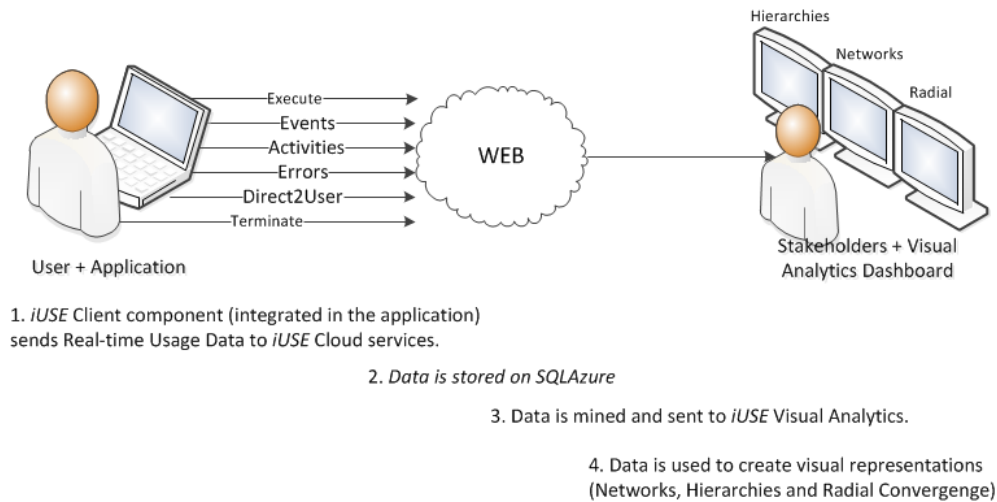 Hierarchies
Networks
Radial
Execute
Events
Activities
Errors
Direct2User
Terminate
WEB
User + Application
Stakeholders + Visual
Analytics Dashboard
1. iUSE Client component (integrated in the application)
sends Real-time Usage Data to iUSE Cloud services.
2. Data is stored on SQLAzure
3. Data is mined and sent to iUSE Visual Analytics.
4. Data is used to create visual representations
(Networks, Hierarchies and Radial Convergenge)